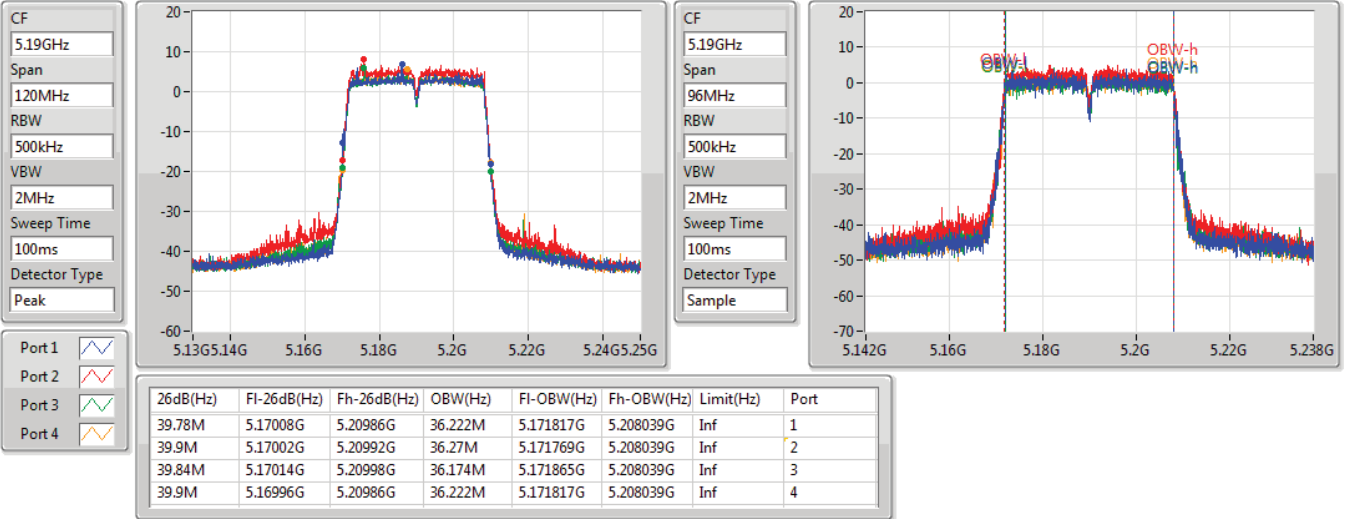 CF
5.19GHz
Span
120MHz
RBW
500kHz
VBW
2MHz
Sweep Time
100ms
Detector Type
Peak
20
10
0
-10
-20
-30
-40
-50
-60
5.13G 5.14G 5.16G 5.18G 5.2G 5.22G 5.24G 5.25G
CF
5.19GHz
Span
96MHz
RBW
500kHz
VBW
2MHz
Sweep Time
100ms
Detector Type
Sample
20
10
0
-10
-20
-30
-40
-50
-60
-70
OBW-l
OBW-h
OBW-h
5.142G 5.16G 5.18G 5.2G 5.22G 5.238G
Port 1
Port 2
Port 3
Port 4
26dB(Hz) Fl-26dB(Hz) Fh-26dB(Hz) OBW(Hz) Fl-OBW(Hz) Fh-OBW(Hz) Limit(Hz) Port
39.78M 5.17008G 5.20986G 36.222M 5.171817G 5.208039G Inf 1
39.9M 5.17002G 5.20992G 36.27M 5.171769G 5.208039G Inf 2
39.84M 5.17014G 5.20998G 36.174M 5.171865G 5.208039G Inf 3
39.9M 5.16996G 5.20986G 36.222M 5.171817G 5.208039G Inf 4